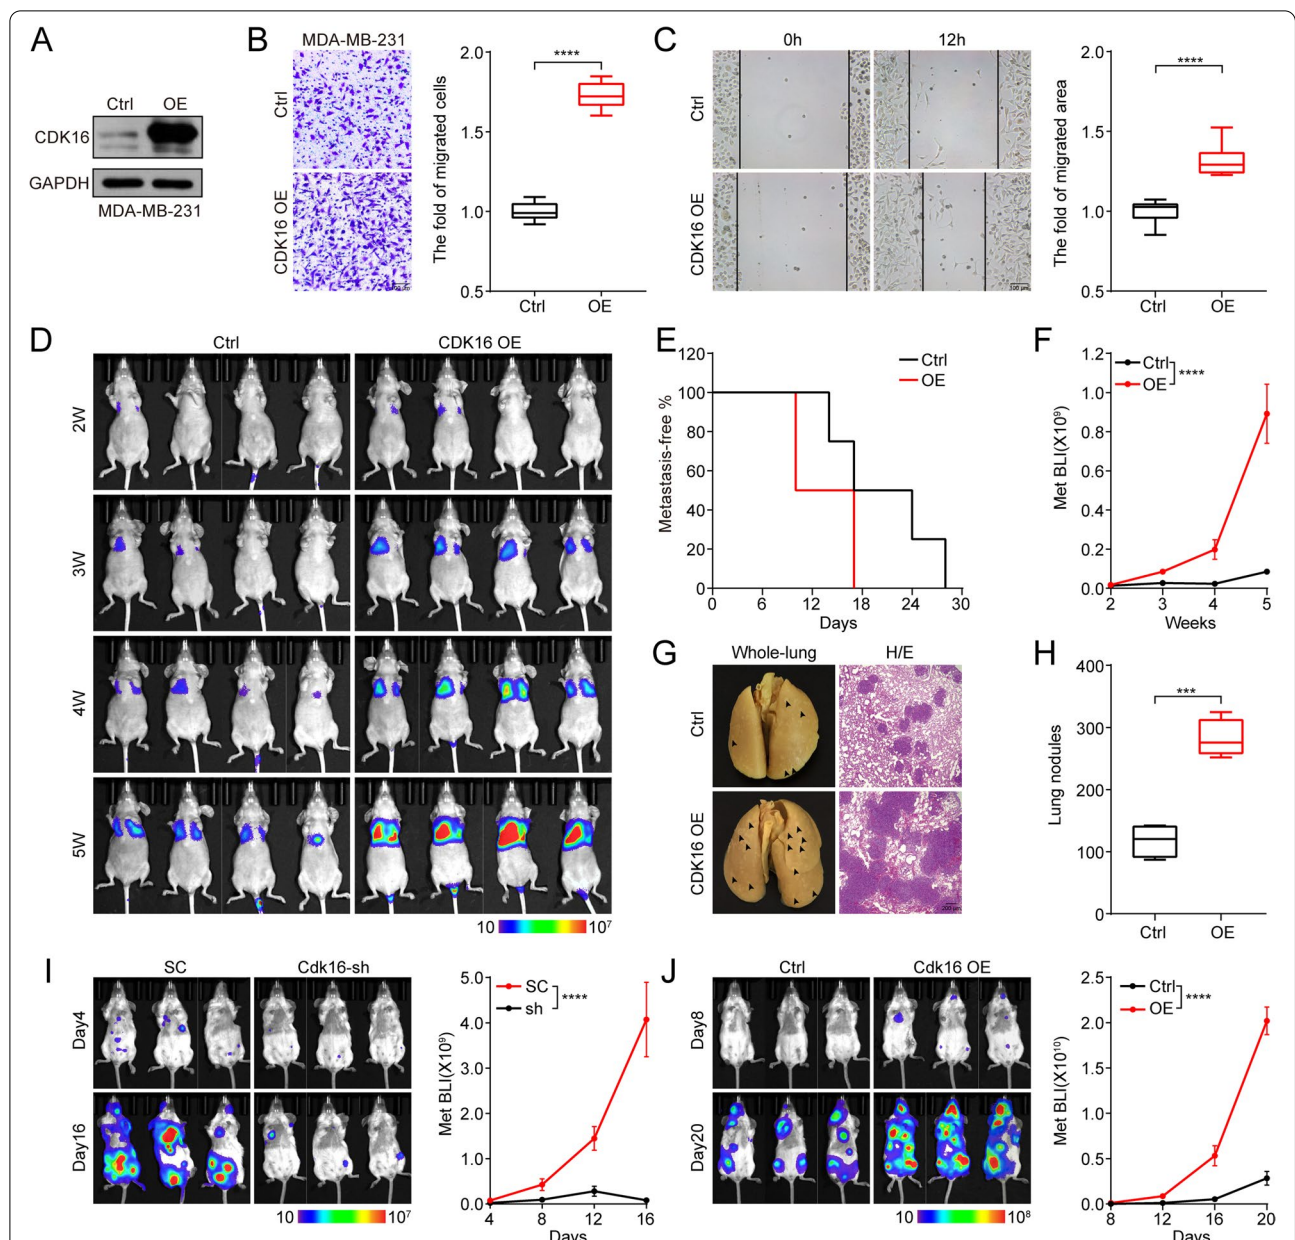 A
Ctrl OE
CDK16
GAPDH
MDA-MB-231
B
MDA-MB-231
Ctrl
CDK16 OE
100 μm
The fold of migrated cells
2.0
1.5
1.0
0.5
****
Ctrl OE
C
0h 12h
Ctrl
CDK16 OE
100 μm
The fold of migrated area
2.0
1.5
1.0
0.5
****
Ctrl OE
D
Ctrl CDK16 OE
2W
3W
4W
5W
10 10⁷
E
Metastasis-free %
120
100
80
60
40
20
0
Ctrl
OE
0 6 12 18 24 30
Days
F
Met BLI(X10⁹)
1.2
1.0
0.8
0.6
0.4
0.2
0.0
Ctrl
OE
****
2 3 4 5
Weeks
G
Whole-lung H/E
Ctrl
CDK16 OE
200 μm
H
Lung nodules
400
300
200
100
0
***
Ctrl OE
I
SC Cdk16-sh
Day4
Day16
10 10⁷
Met BLI(X10⁹)
5.0
4.0
3.0
2.0
1.0
0.0
SC
sh
****
4 8 12 16
Days
J
Ctrl Cdk16 OE
Day8
Day20
10 10⁸
Met BLI(X10¹⁰)
2.5
2.0
1.5
1.0
0.5
0.0
Ctrl
OE
****
8 12 16 20
Days